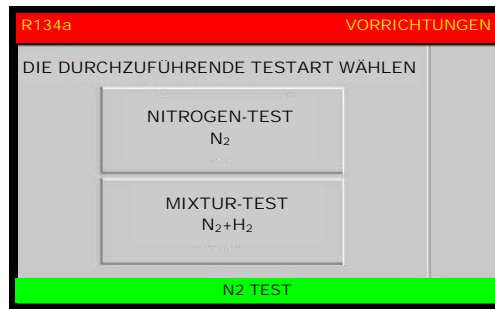 R134a VORRICHTUNGEN
DIE DURCHZUFÜHRENDE TESTART WÄHLEN
NITROGEN-TEST
N₂
MIXTUR-TEST
N₂+H₂
N2 TEST